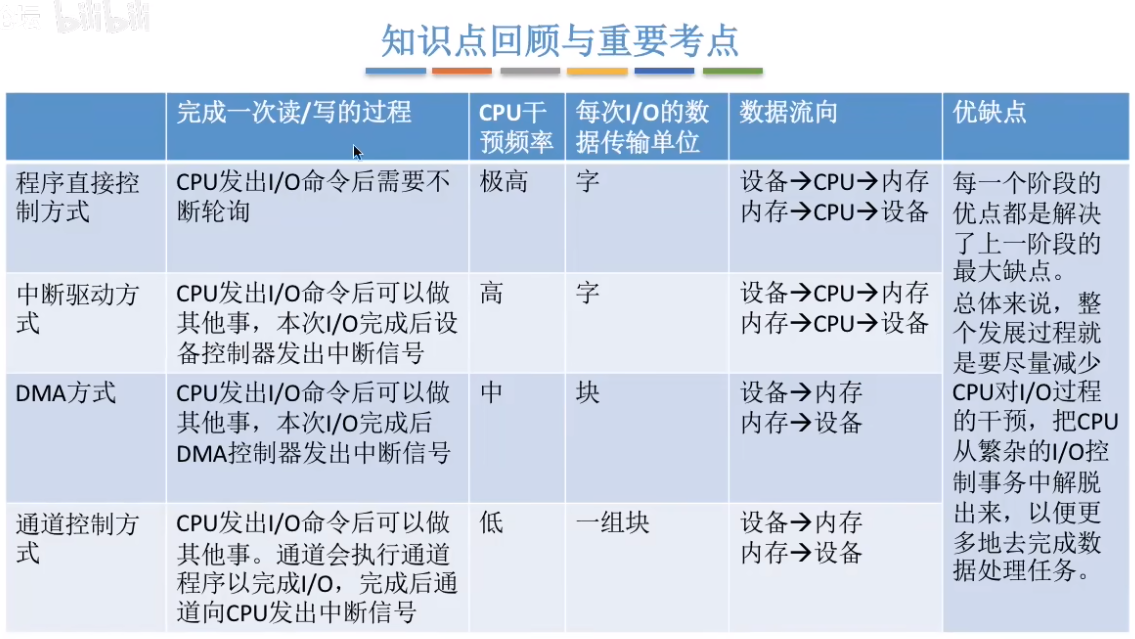 bilibili
知识点回顾与重要考点
完成一次读/写的过程
CPU干
预频率
每次I/O的数
据传输单位
数据流向
优缺点
程序直接控
制方式
CPU发出I/O命令后需要不
断轮询
极高
字
设备→CPU→内存
内存→CPU→设备
中断驱动方
式
CPU发出I/O命令后可以做
其他事，本次I/O完成后设
备控制器发出中断信号
高
字
设备→CPU→内存
内存→CPU→设备
DMA方式
CPU发出I/O命令后可以做
其他事，本次I/O完成后
DMA控制器发出中断信号
中
块
设备→内存
内存→设备
通道控制方
式
CPU发出I/O命令后可以做
其他事。通道会执行通道
程序以完成I/O，完成后通
道向CPU发出中断信号
低
一组块
设备→内存
内存→设备
每一个阶段的
优点都是解决
了上一阶段的
最大缺点。
总体来说，整
个发展过程就
是要尽量减少
CPU对I/O过程
的干预，把CPU
从繁杂的I/O控
制事务中解脱
出来，以便更
多地去完成数
据处理任务。